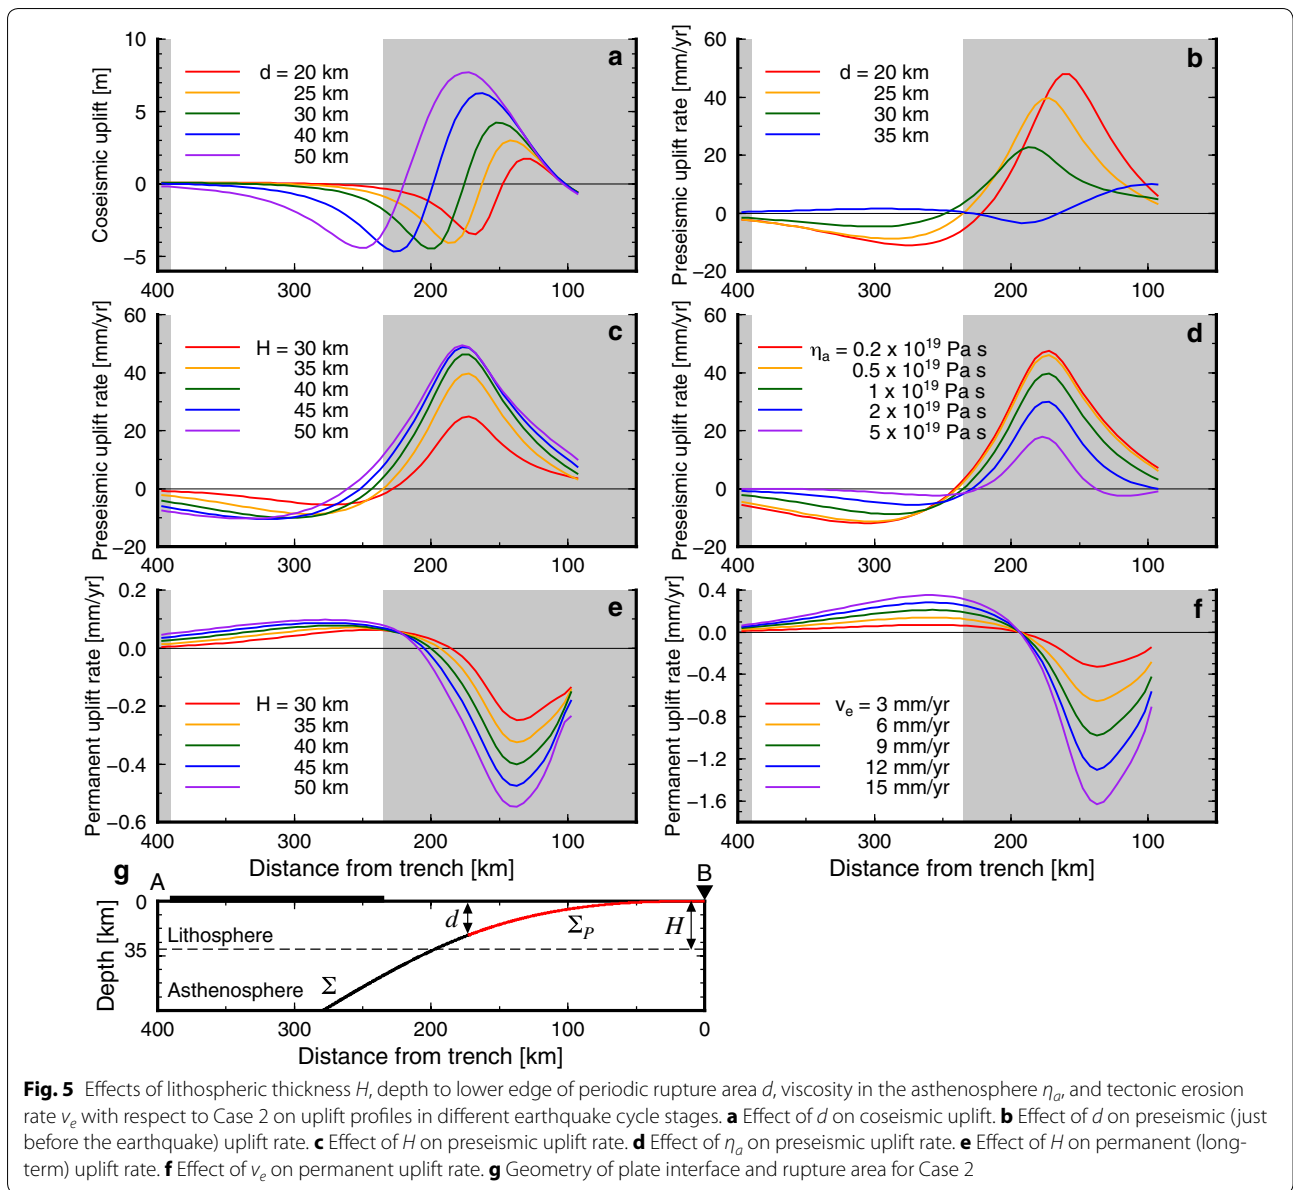 a
Coseismic uplift [m]
10
5
0
−5
d = 20 km
25 km
30 km
40 km
50 km
400
300
200
100
b
Preseismic uplift rate [mm/yr]
60
40
20
0
−20
d = 20 km
25 km
30 km
35 km
400
300
200
100
c
Preseismic uplift rate [mm/yr]
60
40
20
0
−20
H = 30 km
35 km
40 km
45 km
50 km
400
300
200
100
d
Preseismic uplift rate [mm/yr]
60
40
20
0
−20
ηa = 0.2 x 10¹⁹ Pa s
0.5 x 10¹⁹ Pa s
1 x 10¹⁹ Pa s
2 x 10¹⁹ Pa s
5 x 10¹⁹ Pa s
400
300
200
100
e
Permanent uplift rate [mm/yr]
0.2
0.0
−0.2
−0.4
−0.6
H = 30 km
35 km
40 km
45 km
50 km
400
300
200
100
Distance from trench [km]
f
Permanent uplift rate [mm/yr]
0.4
0.0
−0.4
−0.8
−1.2
−1.6
ve = 3 mm/yr
6 mm/yr
9 mm/yr
12 mm/yr
15 mm/yr
400
300
200
100
Distance from trench [km]
g
A
B
Depth [km]
0
35
d
ΣP
H
Lithosphere
Σ
Asthenosphere
400
300
200
100
0
Distance from trench [km]
Fig. 5 Effects of lithospheric thickness H, depth to lower edge of periodic rupture area d, viscosity in the asthenosphere ηa, and tectonic erosion
rate ve with respect to Case 2 on uplift profiles in different earthquake cycle stages. a Effect of d on coseismic uplift. b Effect of d on preseismic (just
before the earthquake) uplift rate. c Effect of H on preseismic uplift rate. d Effect of ηa on preseismic uplift rate. e Effect of H on permanent (long-
term) uplift rate. f Effect of ve on permanent uplift rate. g Geometry of plate interface and rupture area for Case 2